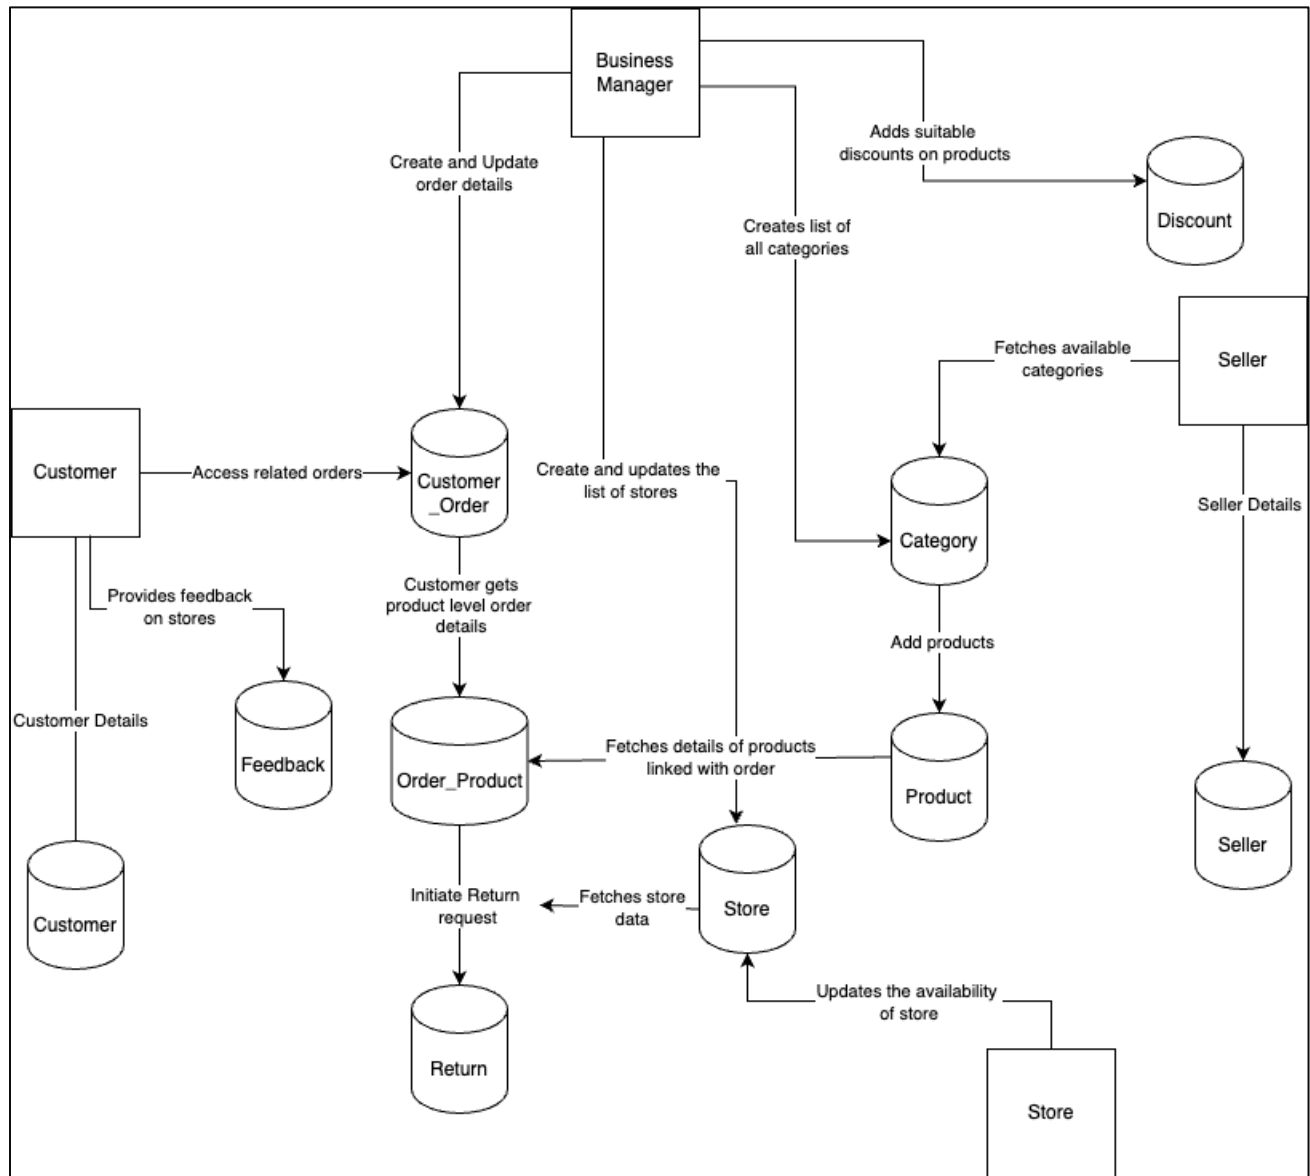 Business
Manager
Adds suitable
discounts on products
Create and Update
order details
Discount
Creates list of
all categories
Fetches available
categories
Seller
Customer
Access related orders
Customer
_Order
Create and updates the
list of stores
Category
Seller Details
Customer gets
product level order
details
Provides feedback
on stores
Add products
Customer Details
Feedback
Order_Product
Fetches details of products
linked with order
Product
Seller
Customer
Initiate Return
request
Fetches store
data
Store
Updates the availability
of store
Return
Store